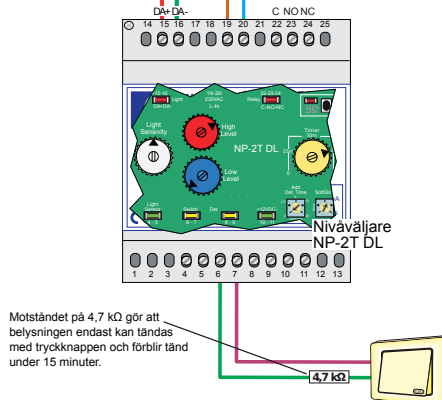 DA+ DA-
C NO NC
14 15 16 17 18 19 20 21 22 23 24 25
15-16 Light
DA+DA-
19-20
230VAC
L-N
22-23-24
Relay
C-NO-NC
Light
Sensivity
High
Level
NP-2T DL
Timer
Low
Level
Add
Det. Time
Light
Sensor
Switch
Det
+12VDC
10 - 11
Nivåväljare
NP-2T DL
1 2 3 4 5 6 7 8 9 10 11 12 13
Motståndet på 4,7 kΩ gör att
belysningen endast kan tändas
med tryckknappen och förblir tänd
under 15 minuter.
4,7 kΩ